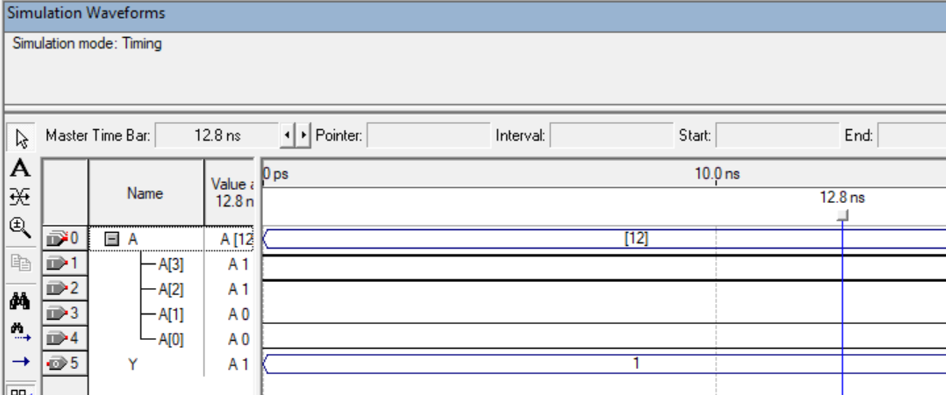 Simulation Waveforms
Simulation mode: Timing
Master Time Bar: 12.8 ns Pointer: Interval: Start: End:
A
Name Value a 12.8 n 0 ps 10.0 ns
12.8 ns
0 A A [12 [12]
1 A[3] A 1
2 A[2] A 1
3 A[1] A 0
4 A[0] A 0
5 Y A 1 1